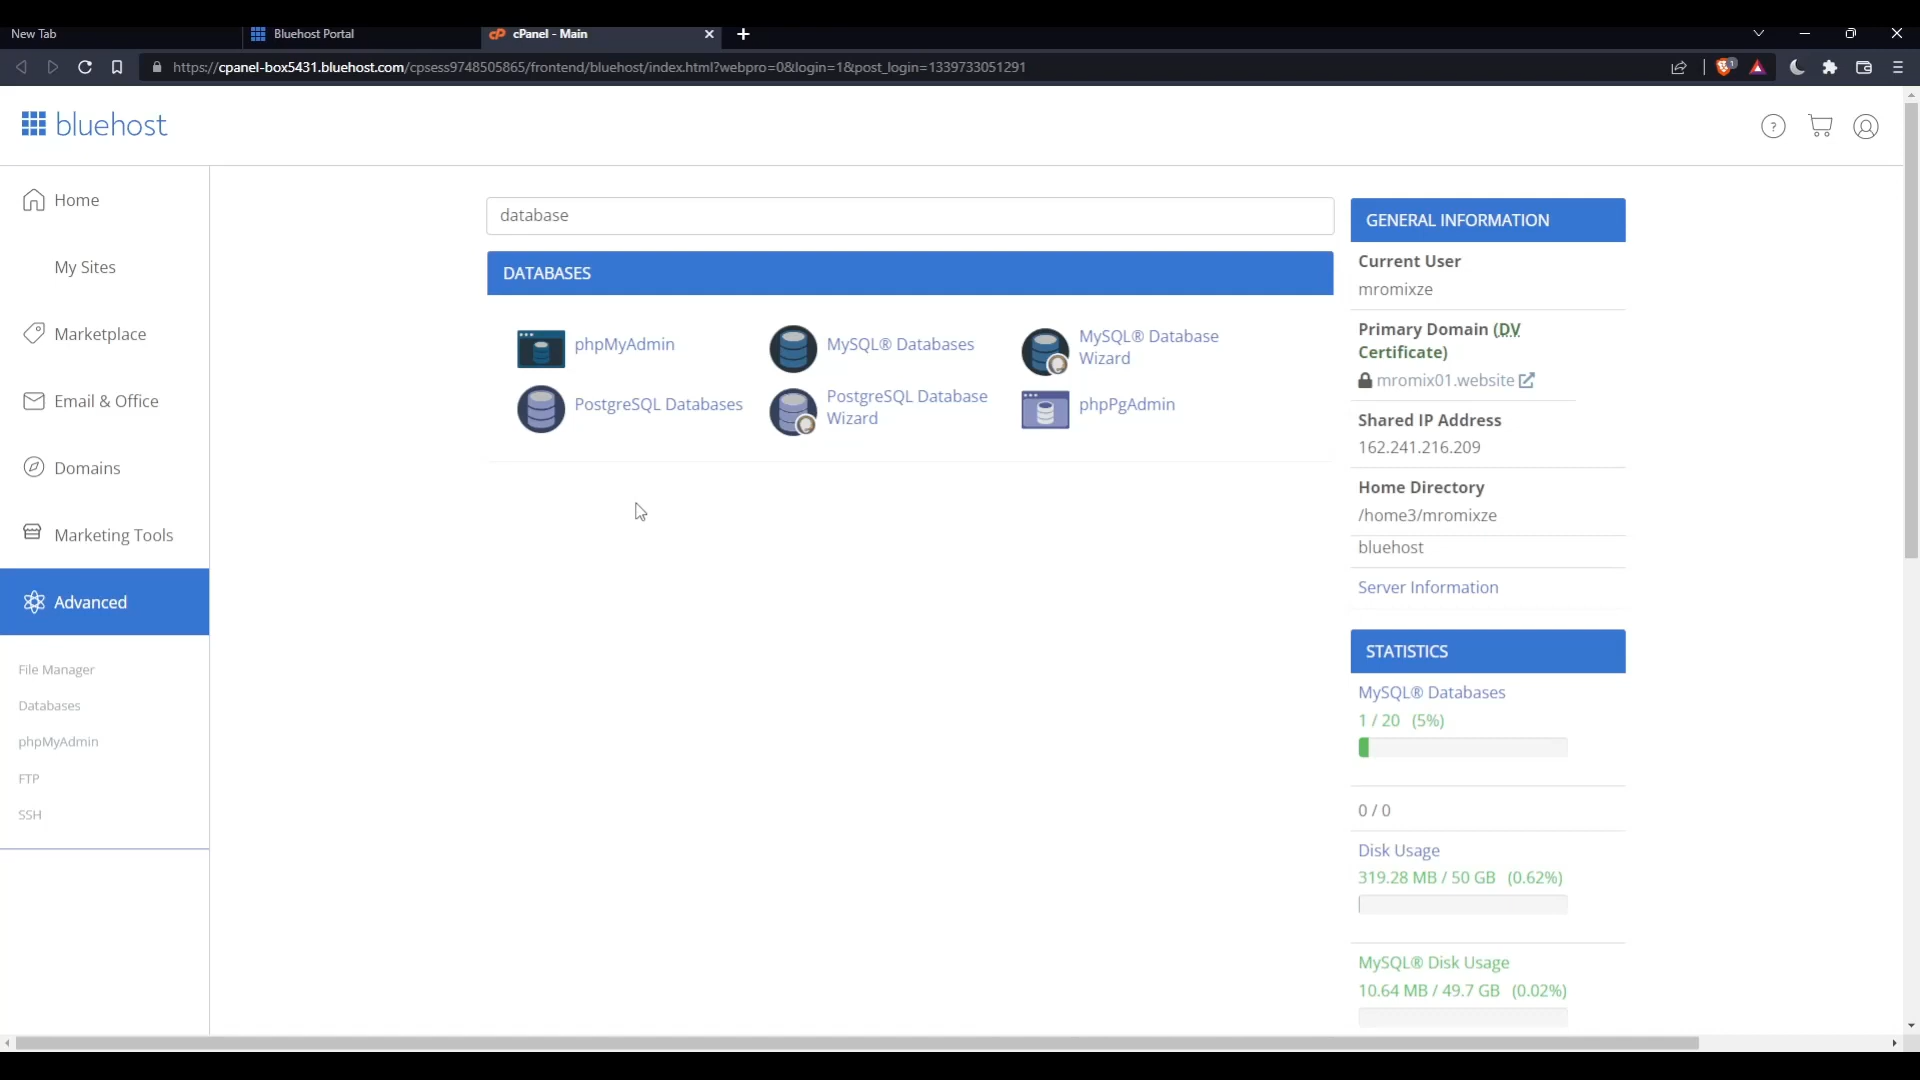 New Tab
Bluehost Portal
cPanel - Main
https://cpanel-box5431.bluehost.com/cpsess9748505865/frontend/bluehost/index.html?webpro=0&login=1&post_login=1339733051291
1
bluehost
?
Home
My Sites
Marketplace
Email & Office
Domains
Marketing Tools
Advanced
File Manager
Databases
phpMyAdmin
FTP
SSH
database
DATABASES
phpMyAdmin
MySQL® Databases
MySQL® Database
Wizard
PostgreSQL Databases
PostgreSQL Database
Wizard
phpPgAdmin
GENERAL INFORMATION
Current User
mromixze
Primary Domain (DV
Certificate)
mromix01.website
Shared IP Address
162.241.216.209
Home Directory
/home3/mromixze
bluehost
Server Information
STATISTICS
MySQL® Databases
1 / 20 (5%)
0 / 0
Disk Usage
319.28 MB / 50 GB (0.62%)
MySQL® Disk Usage
10.64 MB / 49.7 GB (0.02%)